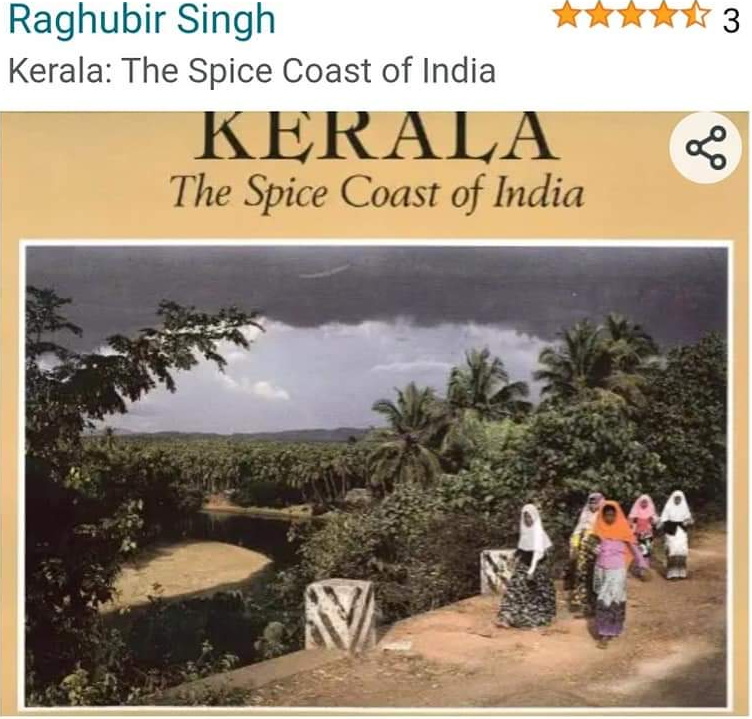 Raghubir Singh
3
Kerala: The Spice Coast of India
KERALA
The Spice Coast of India